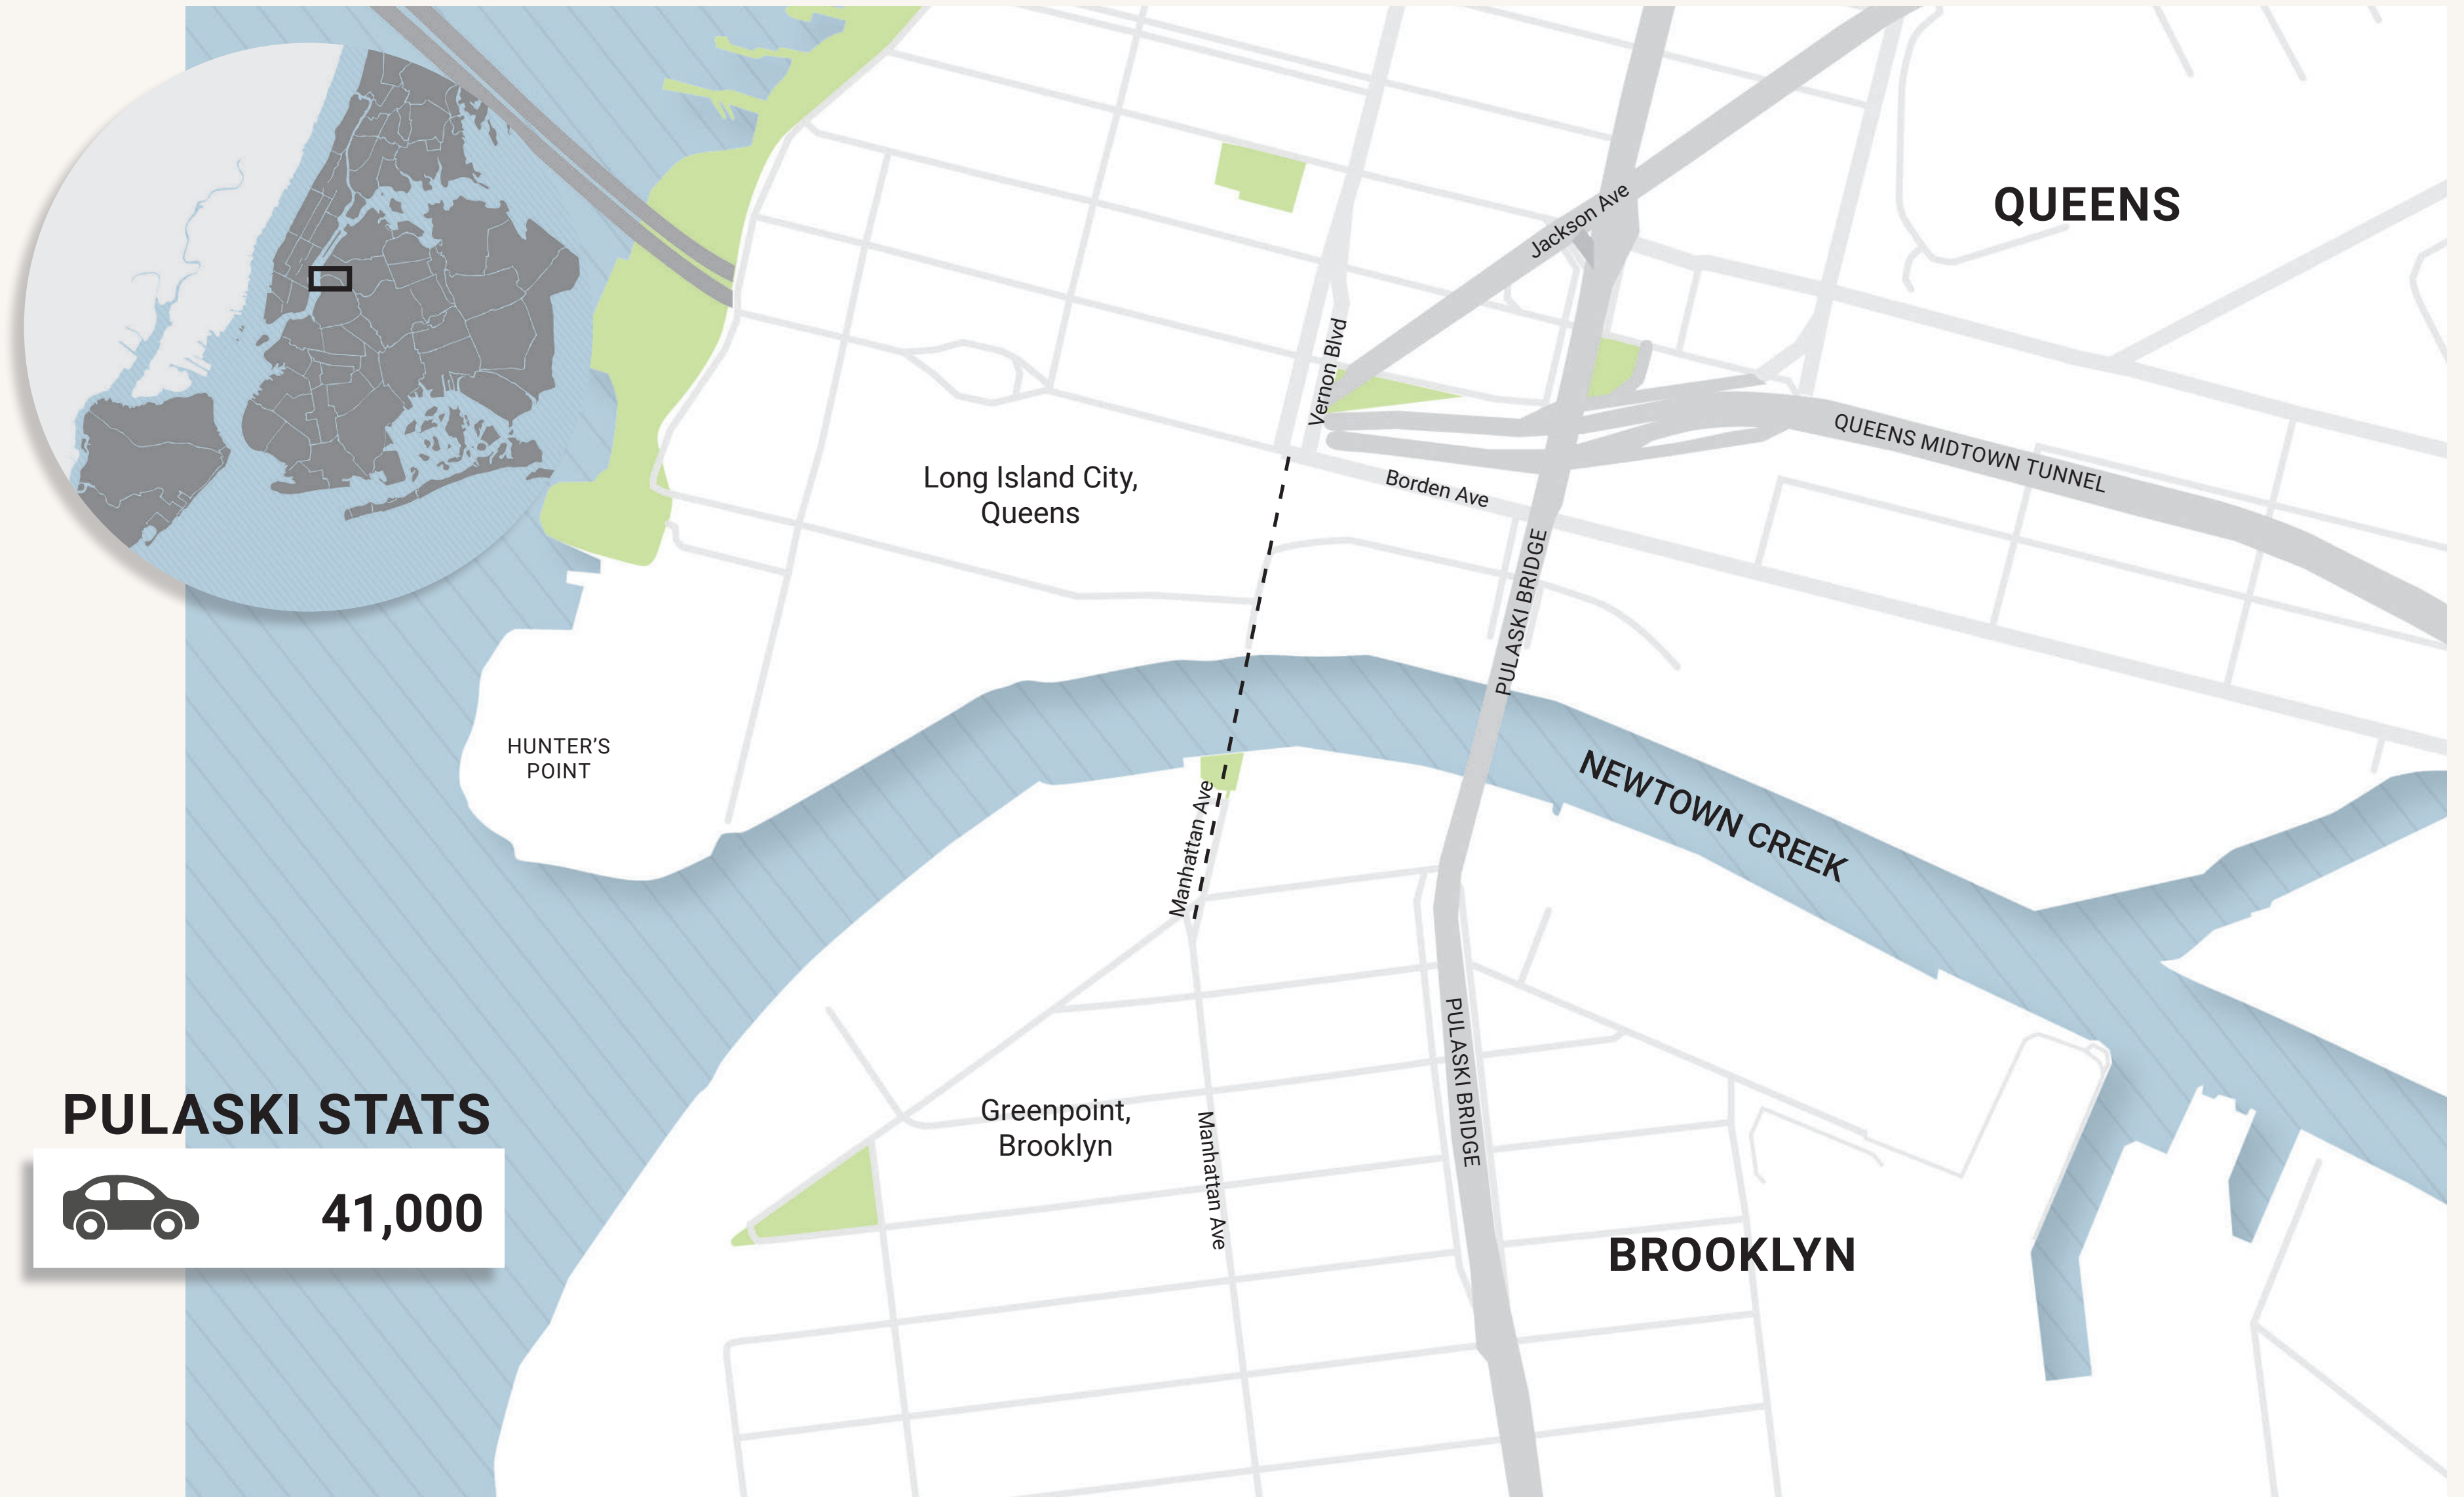 QUEENS
Jackson Ave
Vernon Blvd
QUEENS MIDTOWN TUNNEL
Long Island City,
Queens
Borden Ave
PULASKI BRIDGE
HUNTER’S
POINT
NEWTOWN CREEK
Manhattan Ave
PULASKI BRIDGE
Greenpoint,
Brooklyn
Manhattan Ave
PULASKI STATS
41,000
BROOKLYN